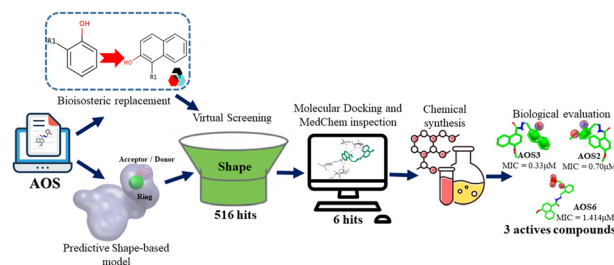 OH
R1
HO
R1
Bioisosteric replacement
AOS
Acceptor / Donor
Ring
Predictive Shape-based
model
Virtual Screening
Shape
516 hits
Molecular Docking and
MedChem inspection
6 hits
Chemical
synthesis
Biological
evaluation
AOS3
MIC = 0.33µM
AOS2
MIC = 0.70µM
AOS6
MIC = 1.414µM
3 actives compounds